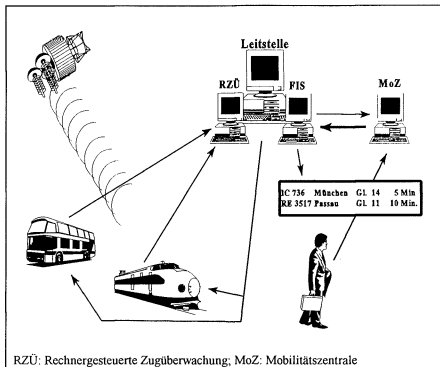 Leitstelle
RZÜ
FIS
MoZ
IC 736 München Gl. 14 5 Min
RE 3517 Passau Gl. 11 10 Min.
RZÜ: Rechnergesteuerte Zugüberwachung; MoZ: Mobilitätszentrale